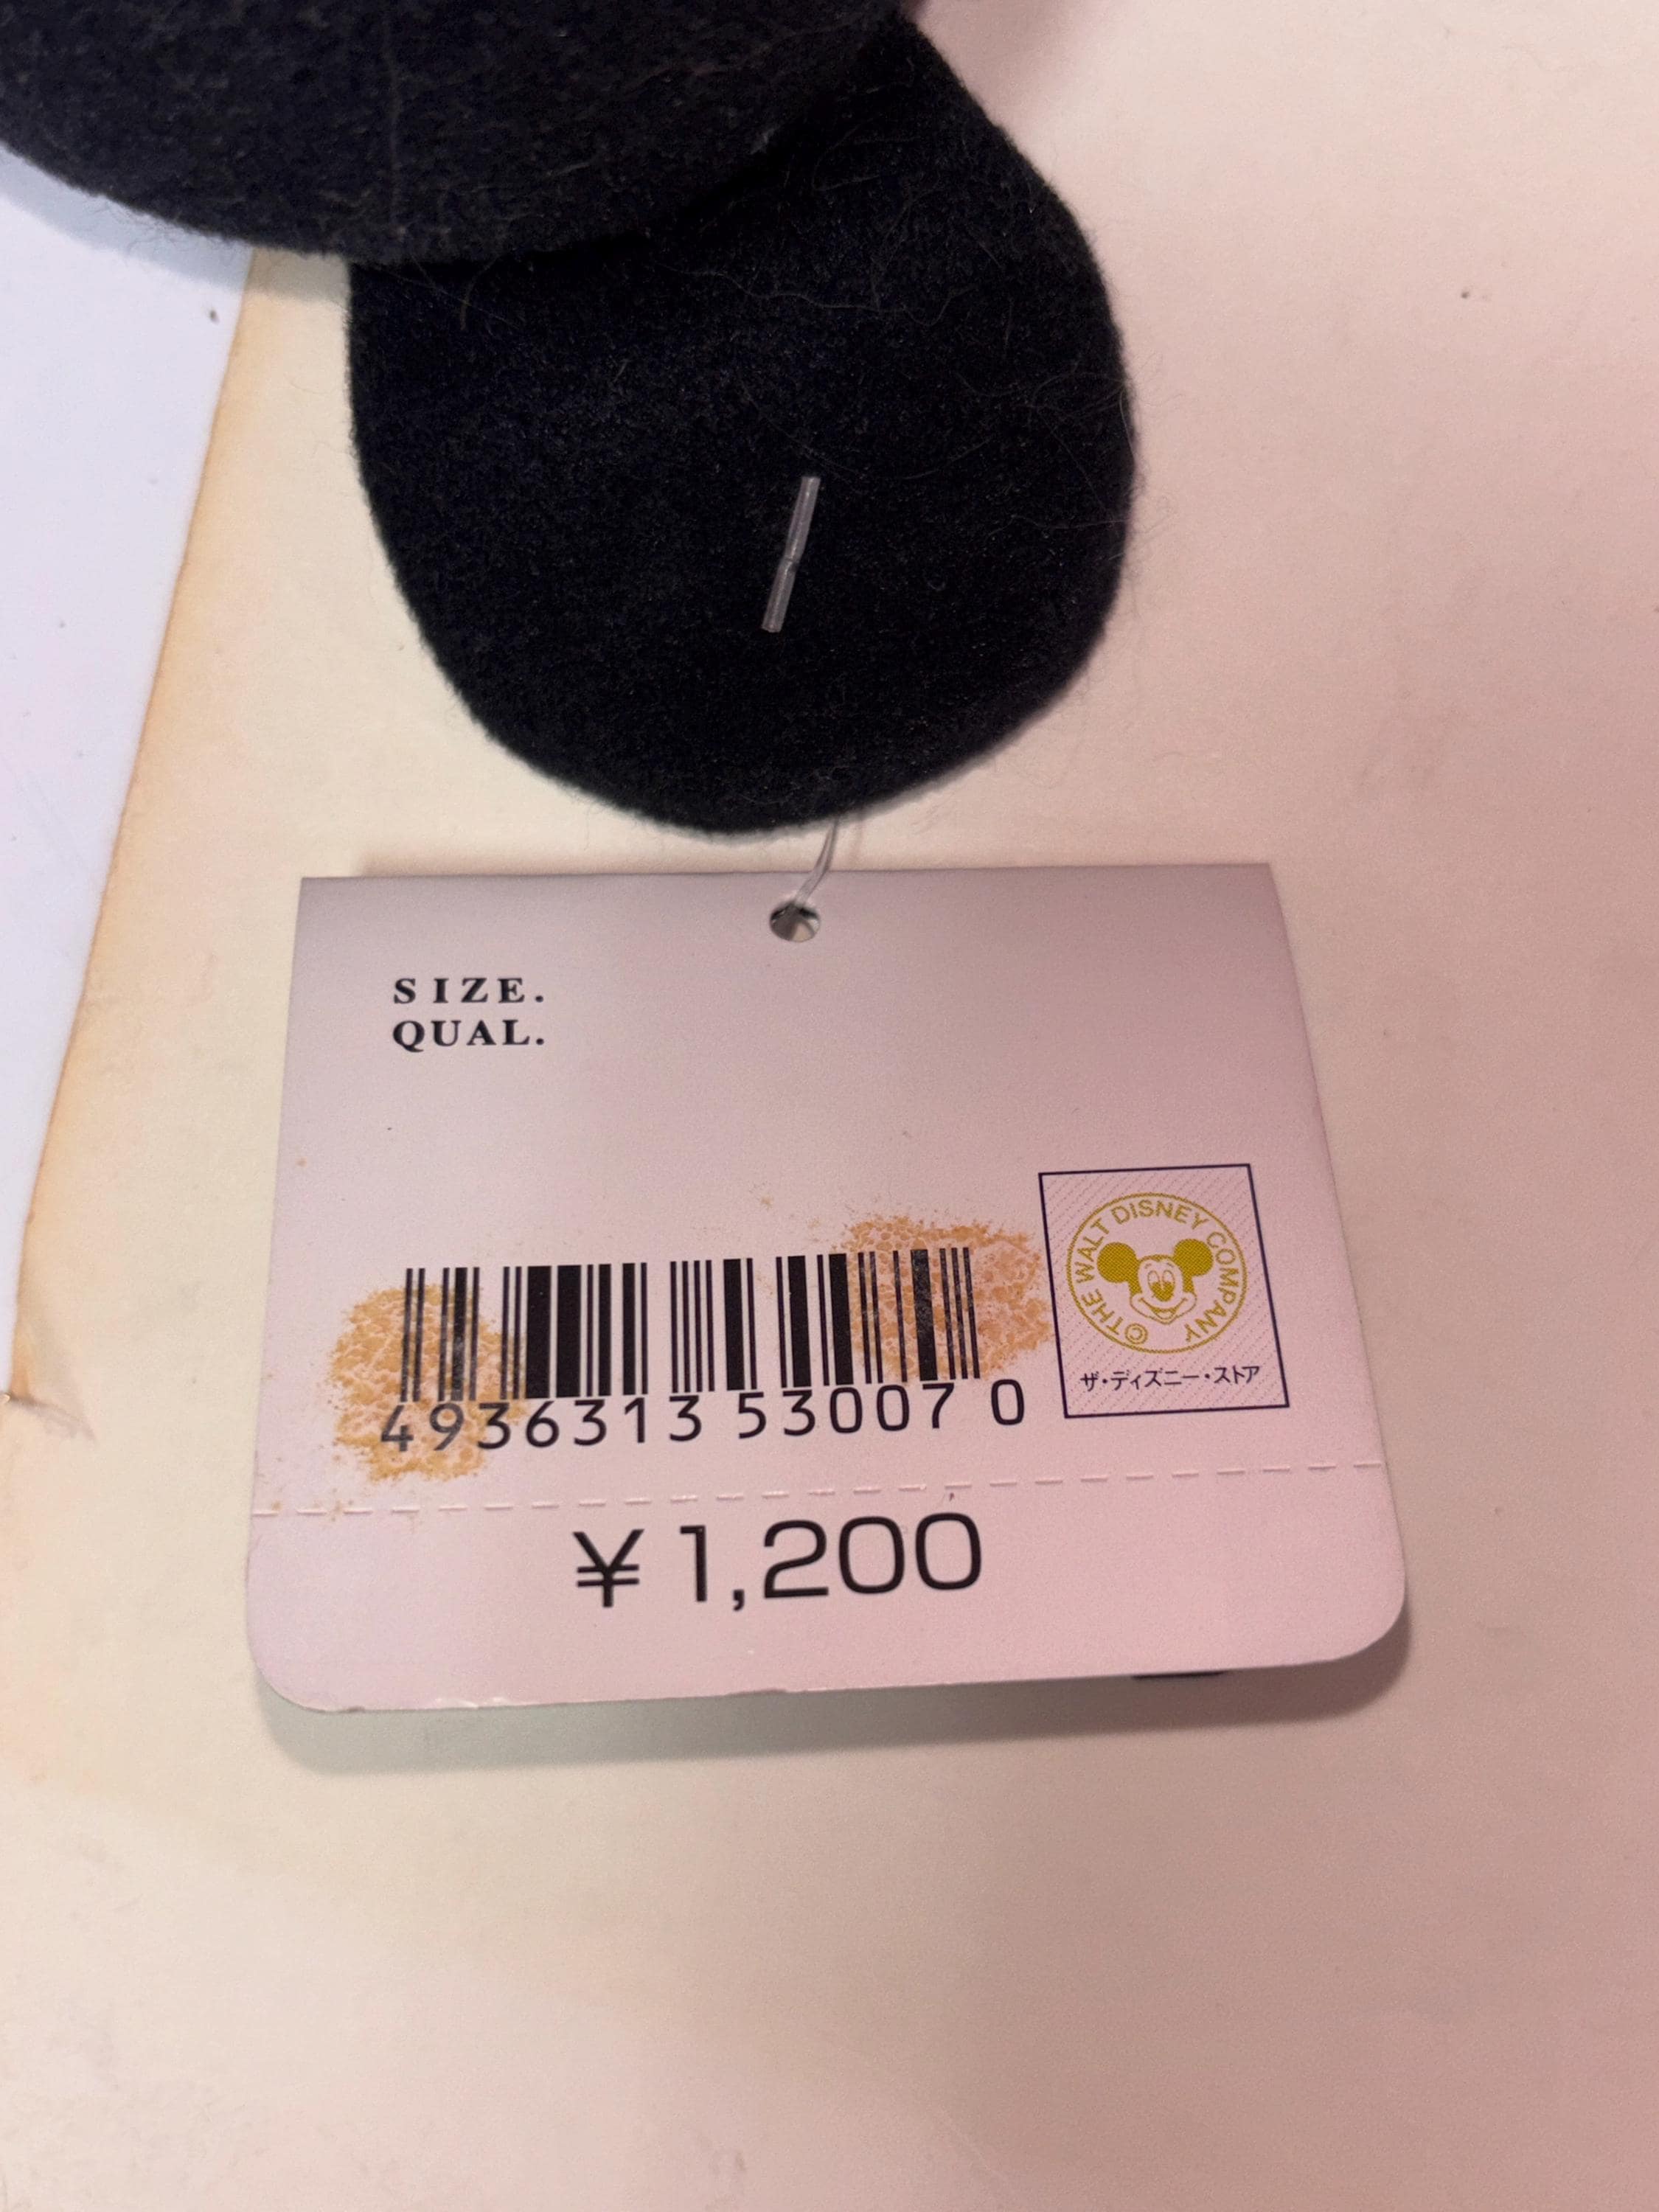 SIZE.
QUAL.
©THE WALT DISNEY COMPANY
ザ・ディズニー・ストア
4936313 53007 0
¥1,200